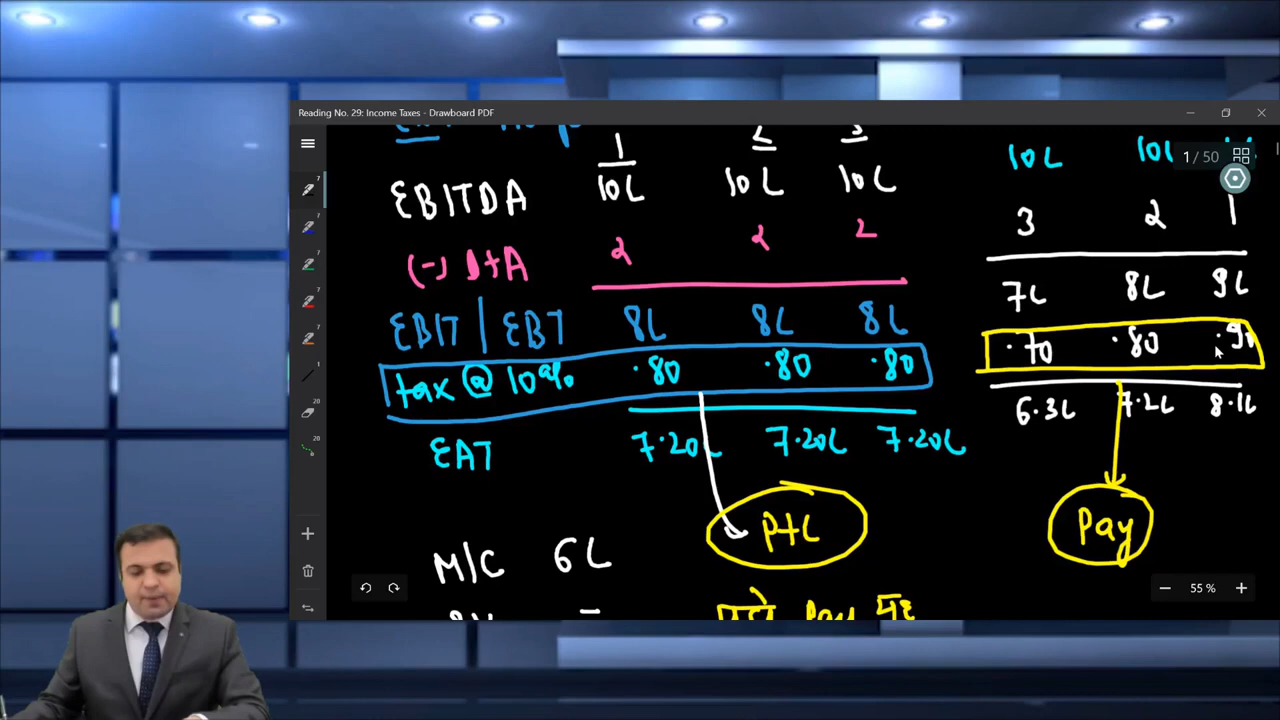 Reading No. 29: Income Taxes - Drawboard PDF
1 2 3
10L 10L
1 / 50
EBITDA 10L 10L 10L
3 2 1
(-) D+A 2 2 2
7L 8L 9L
EBIT | EBT 8L 8L 8L
.70 .80 .90
tax @ 10% .80 .80 .80
6.3L 7.2L 8.1L
EAT 7.20L 7.20L 7.20L
P+L
Pay
M/C 6L
Pay
55 %